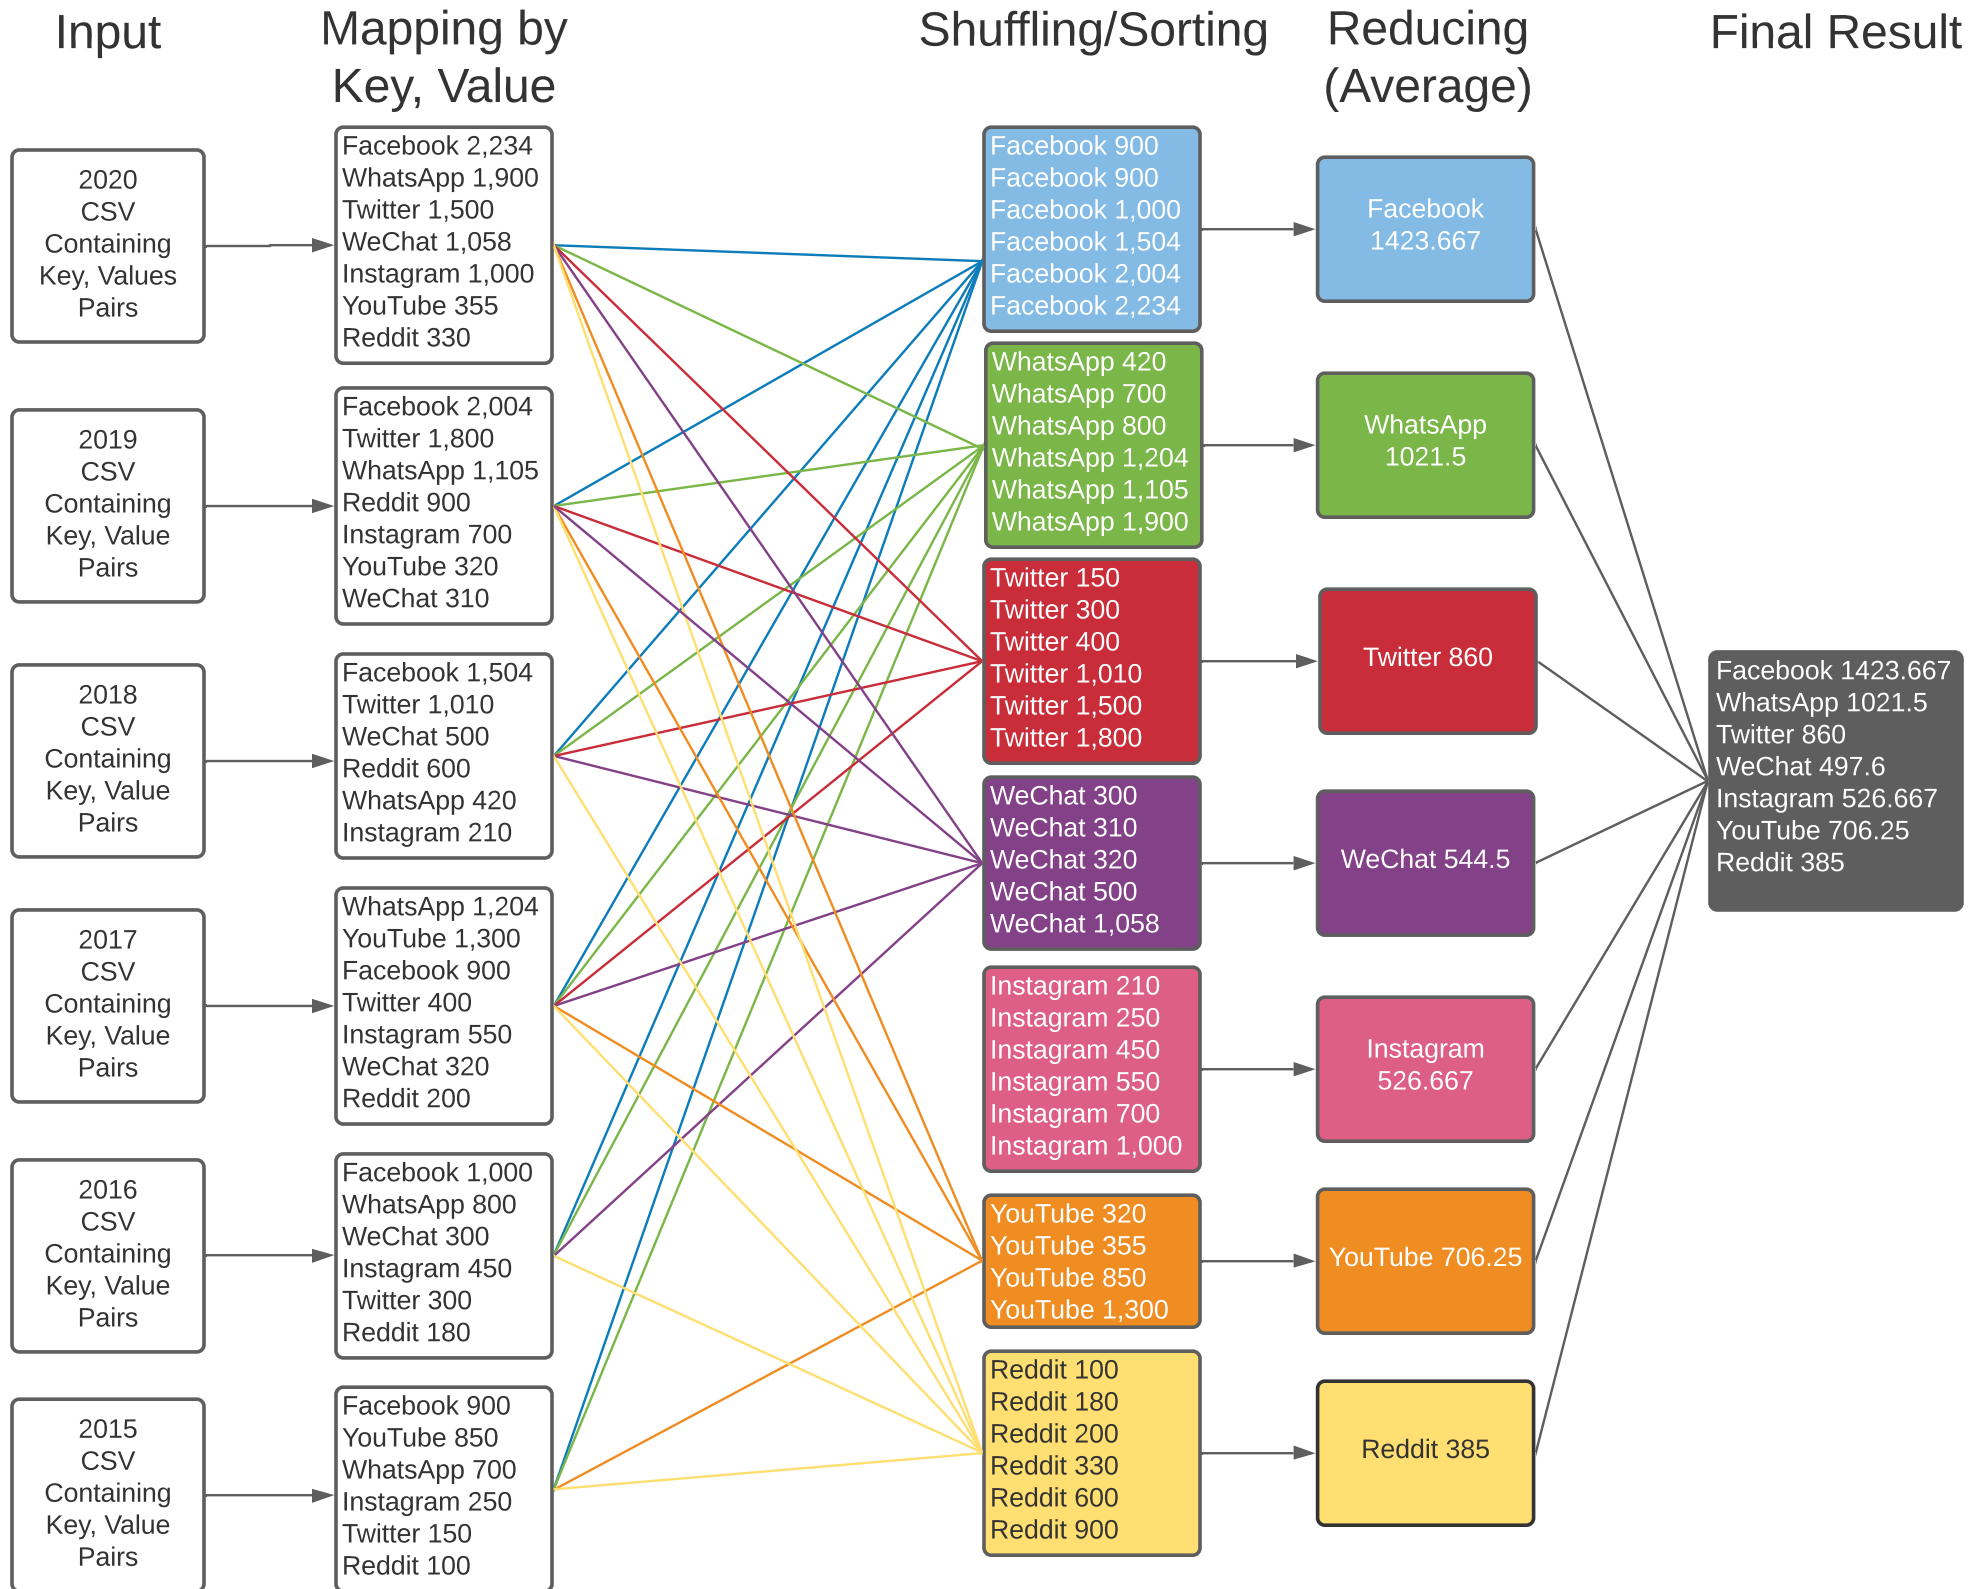 Input
Mapping by
Key, Value
Shuffling/Sorting
Reducing
(Average)
Final Result
2020
CSV
Containing
Key, Values
Pairs
2019
CSV
Containing
Key, Value
Pairs
2018
CSV
Containing
Key, Value
Pairs
2017
CSV
Containing
Key, Value
Pairs
2016
CSV
Containing
Key, Value
Pairs
2015
CSV
Containing
Key, Value
Pairs
Facebook 2,234
WhatsApp 1,900
Twitter 1,500
WeChat 1,058
Instagram 1,000
YouTube 355
Reddit 330
Facebook 2,004
Twitter 1,800
WhatsApp 1,105
Reddit 900
Instagram 700
YouTube 320
WeChat 310
Facebook 1,504
Twitter 1,010
WeChat 500
Reddit 600
WhatsApp 420
Instagram 210
WhatsApp 1,204
YouTube 1,300
Facebook 900
Twitter 400
Instagram 550
WeChat 320
Reddit 200
Facebook 1,000
WhatsApp 800
WeChat 300
Instagram 450
Twitter 300
Reddit 180
Facebook 900
YouTube 850
WhatsApp 700
Instagram 250
Twitter 150
Reddit 100
Facebook 900
Facebook 900
Facebook 1,000
Facebook 1,504
Facebook 2,004
Facebook 2,234
WhatsApp 420
WhatsApp 700
WhatsApp 800
WhatsApp 1,204
WhatsApp 1,105
WhatsApp 1,900
Twitter 150
Twitter 300
Twitter 400
Twitter 1,010
Twitter 1,500
Twitter 1,800
WeChat 300
WeChat 310
WeChat 320
WeChat 500
WeChat 1,058
Instagram 210
Instagram 250
Instagram 450
Instagram 550
Instagram 700
Instagram 1,000
YouTube 320
YouTube 355
YouTube 850
YouTube 1,300
Reddit 100
Reddit 180
Reddit 200
Reddit 330
Reddit 600
Reddit 900
Facebook
1423.667
WhatsApp
1021.5
Twitter 860
WeChat 544.5
Instagram
526.667
YouTube 706.25
Reddit 385
Facebook 1423.667
WhatsApp 1021.5
Twitter 860
WeChat 497.6
Instagram 526.667
YouTube 706.25
Reddit 385